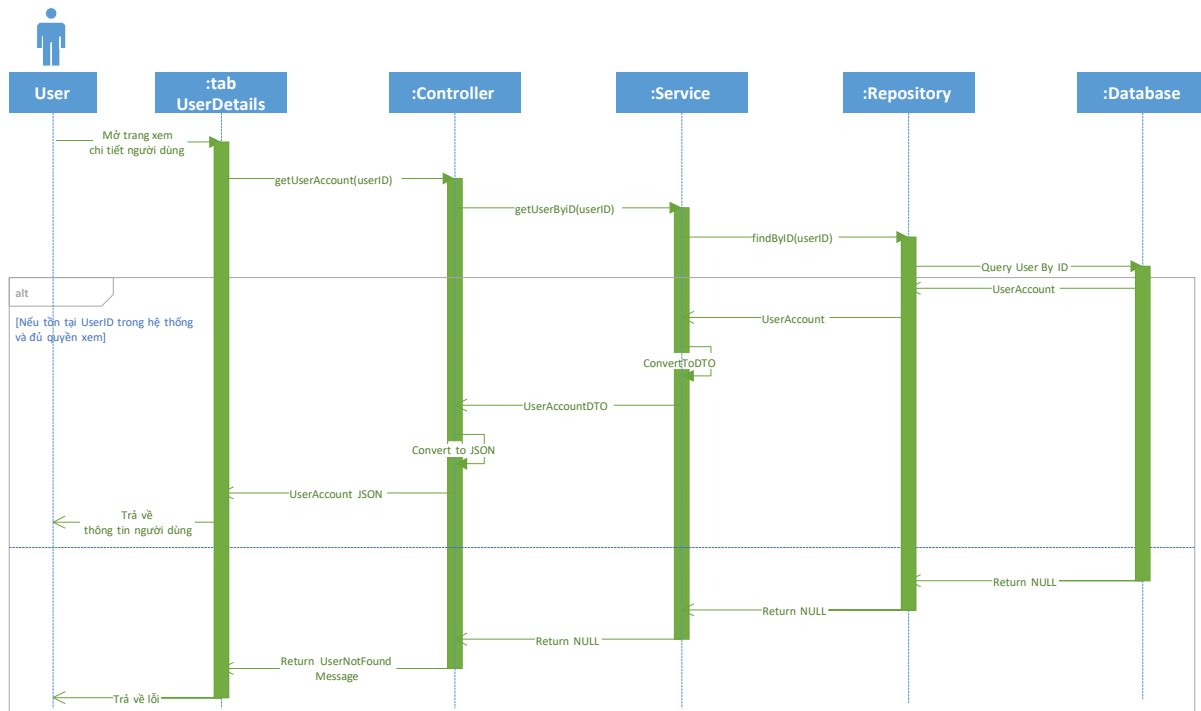 User
:tab
UserDetails
:Controller
:Service
:Repository
:Database
Mở trang xem
chi tiết người dùng
getUserAccount(userID)
getUserByiD(userID)
findByID(userID)
Query User By ID
alt
UserAccount
[Nếu tồn tại UserID trong hệ thống
và đủ quyền xem]
UserAccount
ConvertToDTO
UserAccountDTO
Convert to JSON
UserAccount JSON
Trả về
thông tin người dùng
Return NULL
Return NULL
Return NULL
Return UserNotFound
Message
Trả về lỗi